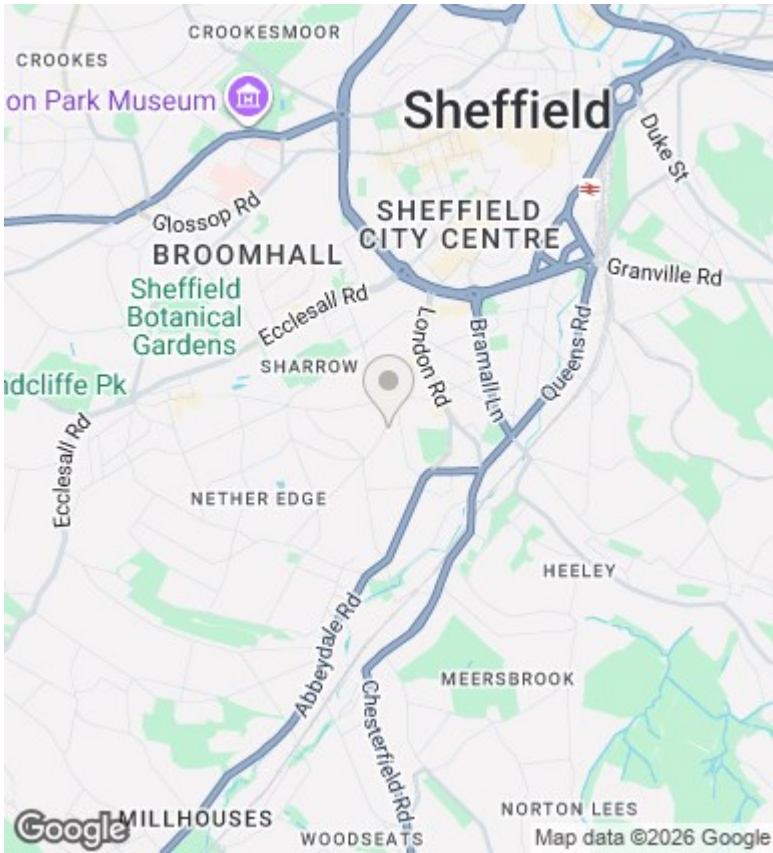 CROOKESMOOR
CROOKES
on Park Museum
Sheffield
Duke St
Glossop Rd
SHEFFIELD
CITY CENTRE
BROOMHALL
Granville Rd
Sheffield
Botanical
Gardens
Ecclesall Rd
London Rd
Bramall Ln
Queens Rd
SHARROW
ndcliffe Pk
Ecclesall Rd
NETHER EDGE
HEELEY
Abbeydale Rd
MEERSBROOK
Chesterfield Rd
MILLHOUSES
NORTON LEES
WOODSEATS
Google
Map data ©2026 Google